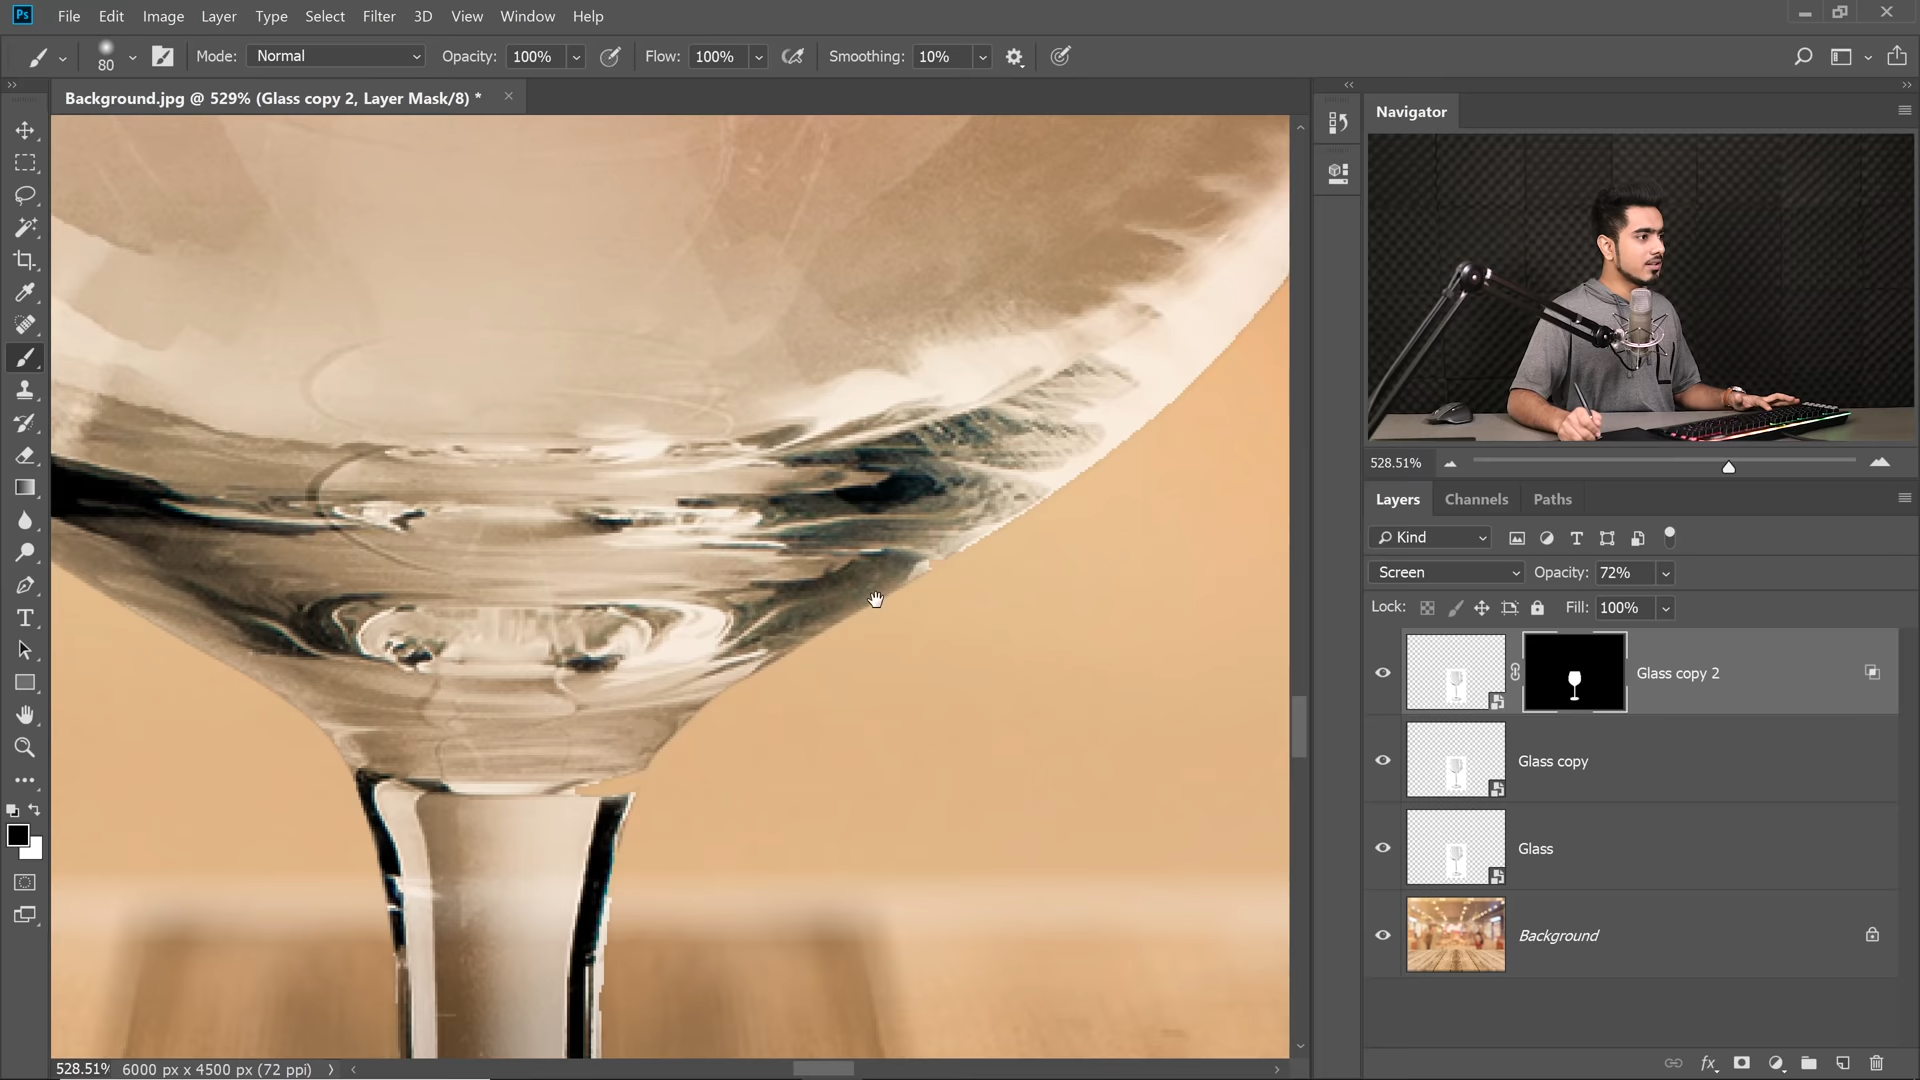 Ps File Edit Image Layer Type Select Filter 3D View Window Help
80 Mode: Normal Opacity: 100% Flow: 100% Smoothing: 10%
Background.jpg @ 529% (Glass copy 2, Layer Mask/8) *
Navigator
528.51%
Layers Channels Paths
Kind
Screen Opacity: 72%
Lock: Fill: 100%
Glass copy 2
Glass copy
Glass
Background
fx
528.51% 6000 px x 4500 px (72 ppi)